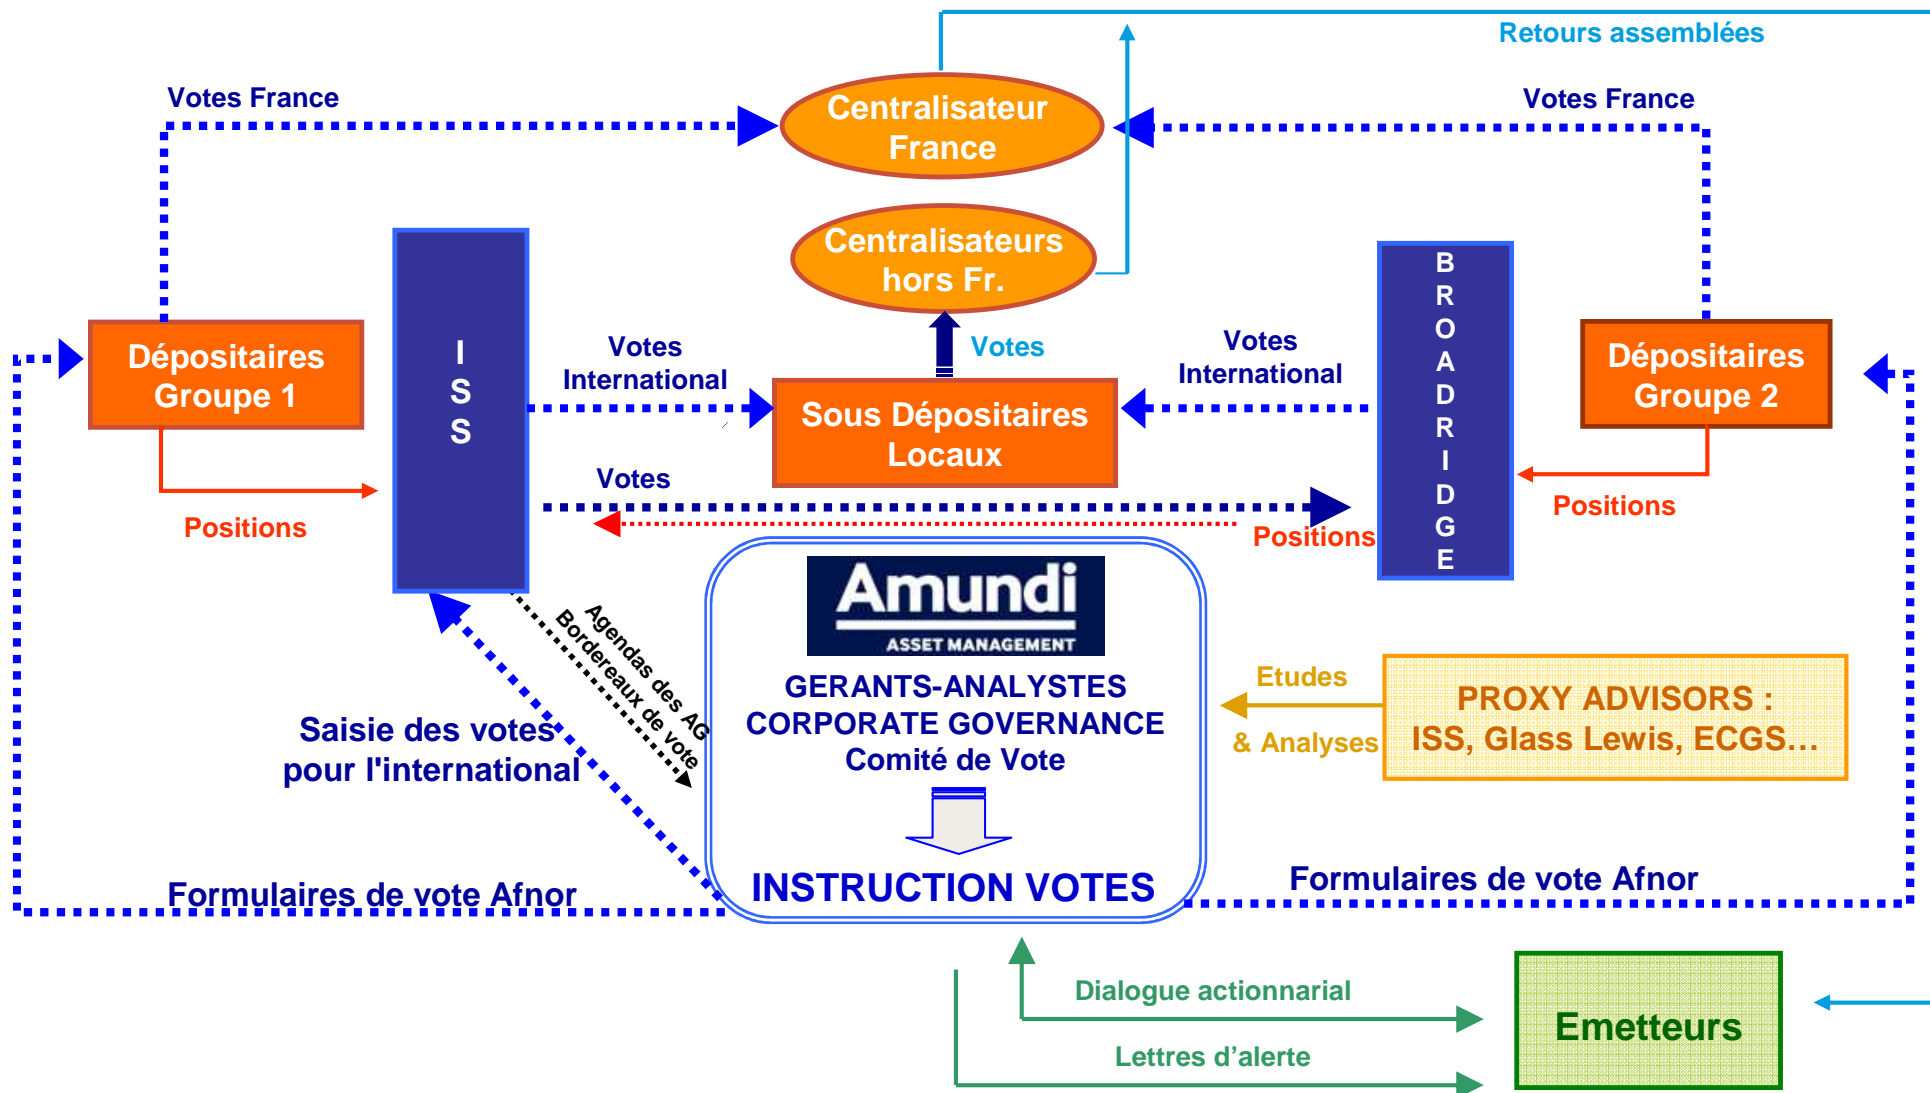 Retours assemblées
Votes France
Centralisateur
France
Votes France
Centralisateurs
hors Fr.
I
S
S
B
R
O
A
D
R
I
D
G
E
Dépositaires
Groupe 1
Votes
International
Votes
Votes
International
Dépositaires
Groupe 2
Sous Dépositaires
Locaux
Votes
Positions
Positions
Positions
Amundi
ASSET MANAGEMENT
Agendas des AG
Bordereaux de vote
GERANTS-ANALYSTES
CORPORATE GOVERNANCE
Comité de Vote
Etudes
& Analyses
PROXY ADVISORS :
ISS, Glass Lewis, ECGS…
Saisie des votes
pour l'international
INSTRUCTION VOTES
Formulaires de vote Afnor
Formulaires de vote Afnor
Dialogue actionnarial
Lettres d’alerte
Emetteurs